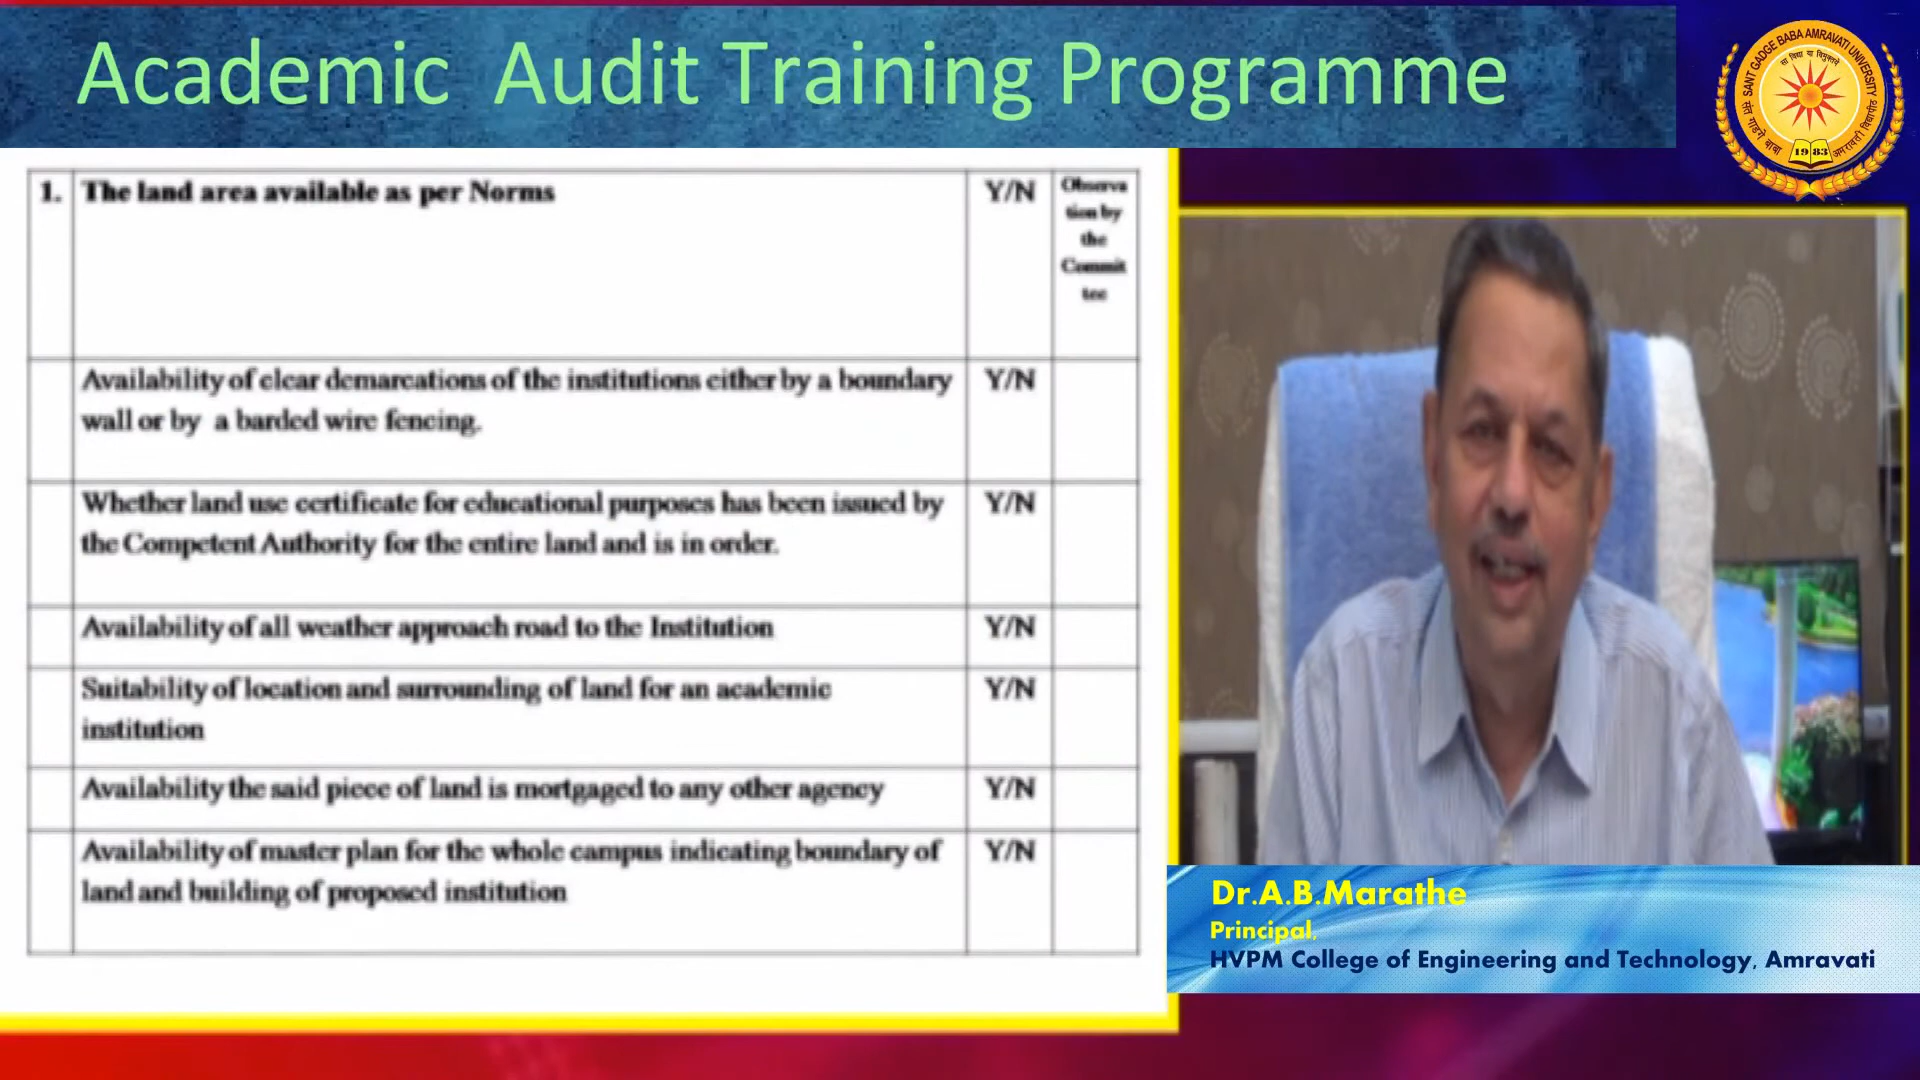 Academic Audit Training Programme
SANT GADGE BABA AMRAVATI UNIVERSITY
संत गाडगे बाबा अमरावती विद्यापीठ
1983
1. The land area available as per Norms Y/N Observa
tion by
the
Commit
tee
Availability of clear demarcations of the institutions either by a boundary Y/N
wall or by a barded wire fencing.
Whether land use certificate for educational purposes has been issued by Y/N
the Competent Authority for the entire land and is in order.
Availability of all weather approach road to the Institution Y/N
Suitability of location and surrounding of land for an academic Y/N
institution
Availability the said piece of land is mortgaged to any other agency Y/N
Availability of master plan for the whole campus indicating boundary of Y/N
land and building of proposed institution
Dr.A.B.Marathe
Principal,
HVPM College of Engineering and Technology, Amravati